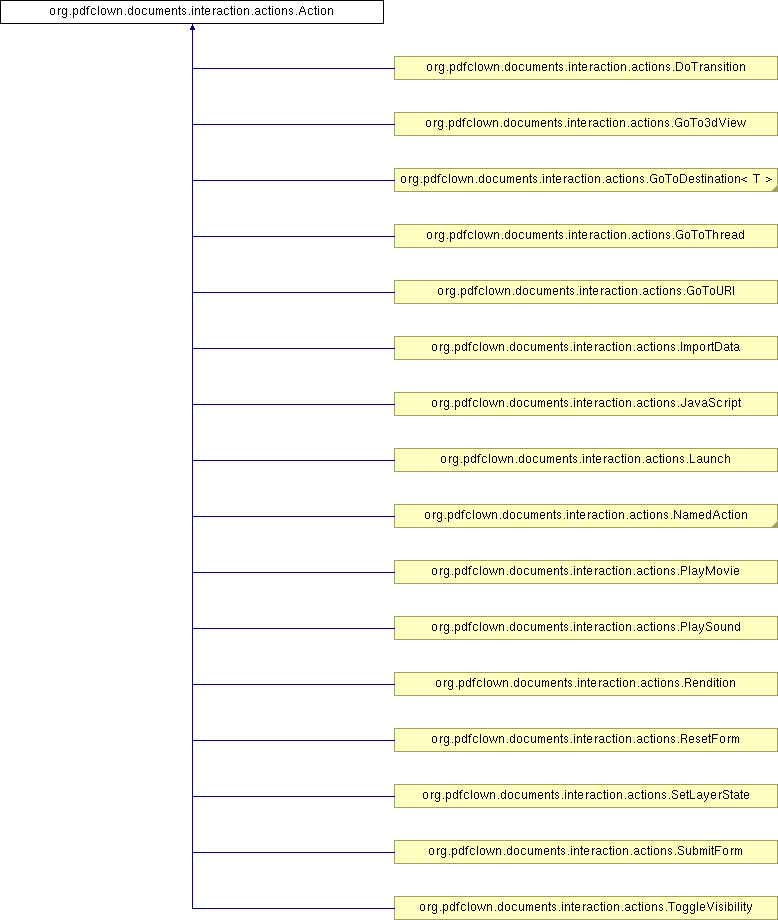 org.pdfclown.documents.interaction.actions.Action
org.pdfclown.documents.interaction.actions.DoTransition
org.pdfclown.documents.interaction.actions.GoTo3dView
org.pdfclown.documents.interaction.actions.GoToDestination< T >
org.pdfclown.documents.interaction.actions.GoToThread
org.pdfclown.documents.interaction.actions.GoToURI
org.pdfclown.documents.interaction.actions.ImportData
org.pdfclown.documents.interaction.actions.JavaScript
org.pdfclown.documents.interaction.actions.Launch
org.pdfclown.documents.interaction.actions.NamedAction
org.pdfclown.documents.interaction.actions.PlayMovie
org.pdfclown.documents.interaction.actions.PlaySound
org.pdfclown.documents.interaction.actions.Rendition
org.pdfclown.documents.interaction.actions.ResetForm
org.pdfclown.documents.interaction.actions.SetLayerState
org.pdfclown.documents.interaction.actions.SubmitForm
org.pdfclown.documents.interaction.actions.ToggleVisibility